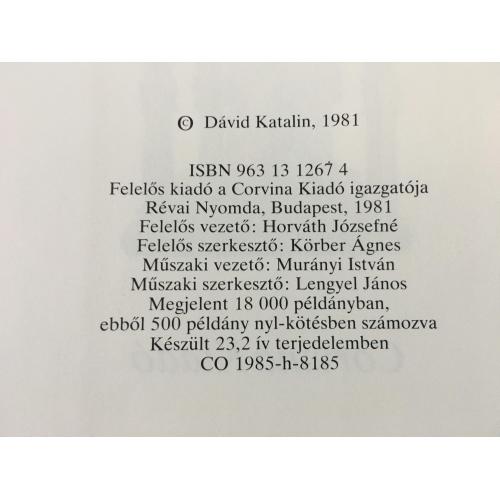 © Dávid Katalin, 1981
ISBN 963 13 1267 4
Felelős kiadó a Corvina Kiadó igazgatója
Révai Nyomda, Budapest, 1981
Felelős vezető: Horváth Józsefné
Felelős szerkesztő: Körber Ágnes
Műszaki vezető: Murányi István
Műszaki szerkesztő: Lengyel János
Megjelent 18 000 példányban,
ebből 500 példány nyl-kötésben számozva
Készült 23,2 ív terjedelemben
CO 1985-h-8185